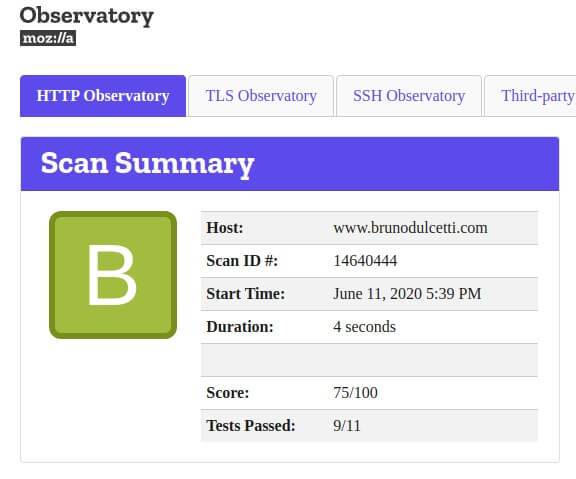 Observatory
moz://a
HTTP Observatory TLS Observatory SSH Observatory Third-party
Scan Summary
B
Host: www.brunodulcetti.com
Scan ID #: 14640444
Start Time: June 11, 2020 5:39 PM
Duration: 4 seconds
Score: 75/100
Tests Passed: 9/11